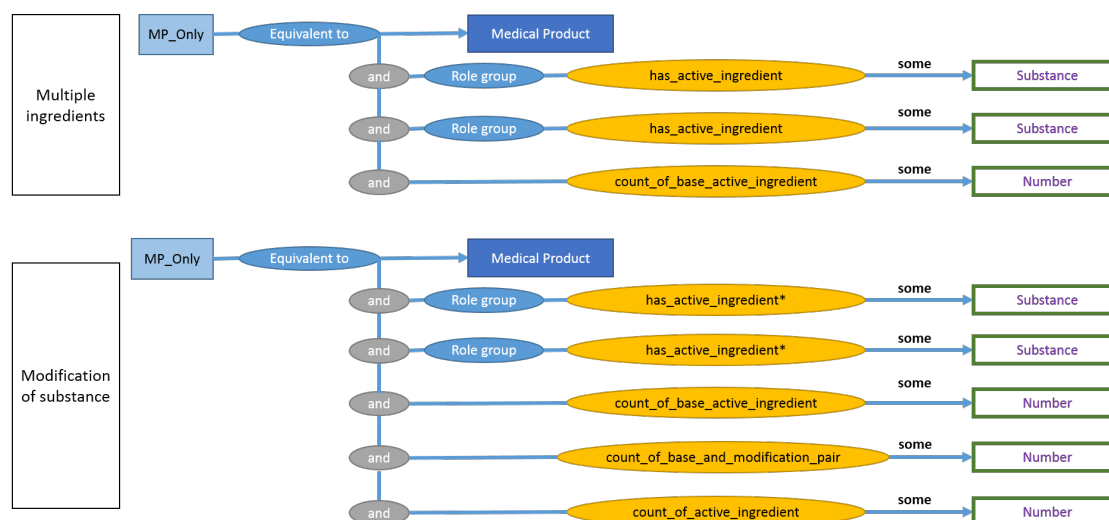 Multiple
ingredients
MP_Only
Equivalent to
Medical Product
and
Role group
has_active_ingredient
some
Substance
and
Role group
has_active_ingredient
some
Substance
and
count_of_base_active_ingredient
some
Number
Modification
of substance
MP_Only
Equivalent to
Medical Product
and
Role group
has_active_ingredient*
some
Substance
and
Role group
has_active_ingredient*
some
Substance
and
count_of_base_active_ingredient
some
Number
and
count_of_base_and_modification_pair
some
Number
and
count_of_active_ingredient
some
Number